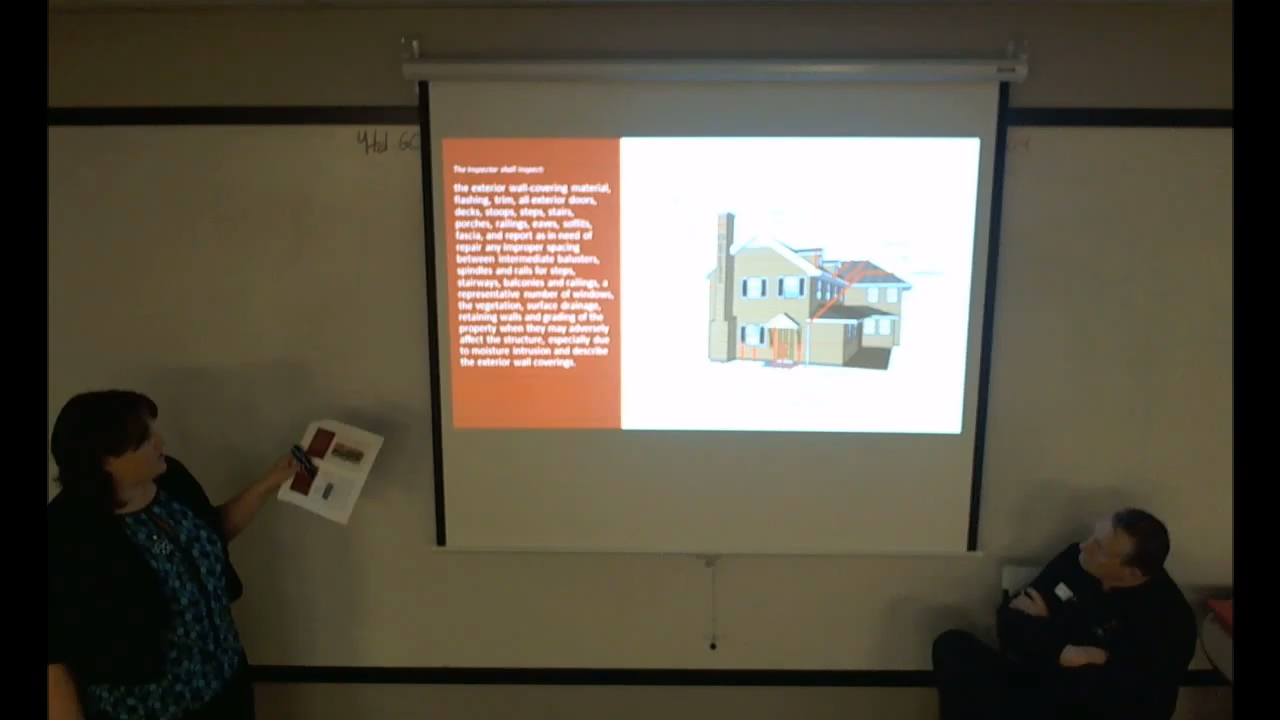 The inspector shall inspect:
the exterior wall-covering material,
flashing, trim, all exterior doors,
decks, stoops, steps, stairs,
porches, railings, eaves, soffits,
fascia, and report as in need of
repair any improper spacing
between intermediate balusters,
spindles and rails for steps,
stairways, balconies and railings, a
representative number of windows,
the vegetation, surface drainage,
retaining walls and grading of the
property when they may adversely
affect the structure, especially due
to moisture intrusion and describe
the exterior wall coverings.